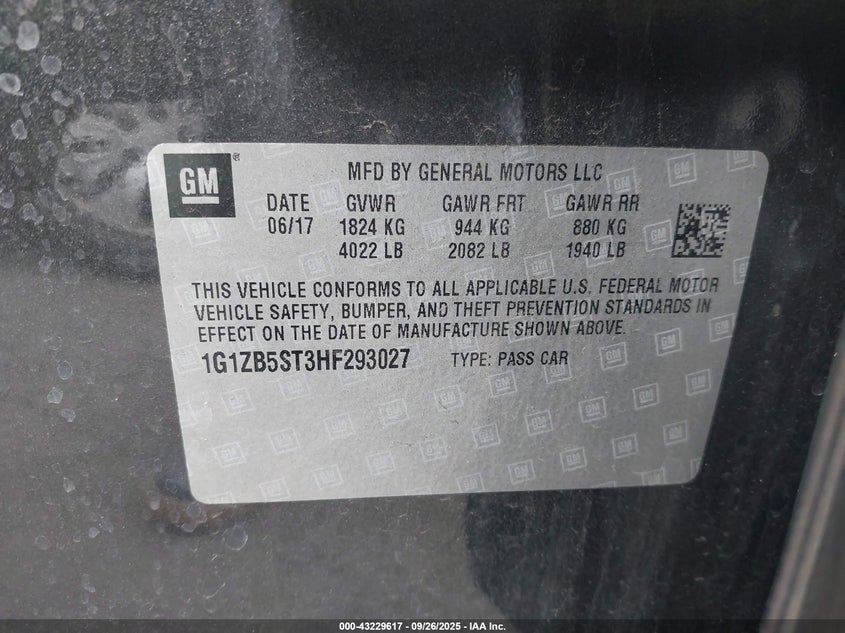 GM ®
MFD BY GENERAL MOTORS LLC
DATE GVWR GAWR FRT GAWR RR
06/17 1824 KG 944 KG 880 KG
4022 LB 2082 LB 1940 LB
THIS VEHICLE CONFORMS TO ALL APPLICABLE U.S. FEDERAL MOTOR
VEHICLE SAFETY, BUMPER, AND THEFT PREVENTION STANDARDS IN
EFFECT ON THE DATE OF MANUFACTURE SHOWN ABOVE.
1G1ZB5ST3HF293027 TYPE: PASS CAR
000-43229617 - 09/26/2025 - IAA Inc.